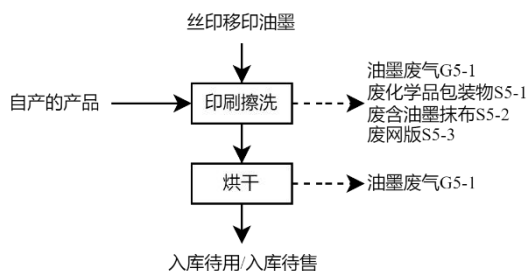 丝印移印油墨
自产的产品
印刷擦洗
油墨废气G5-1
废化学品包装物S5-1
废含油墨抹布S5-2
废网版S5-3
烘干
油墨废气G5-1
入库待用/入库待售